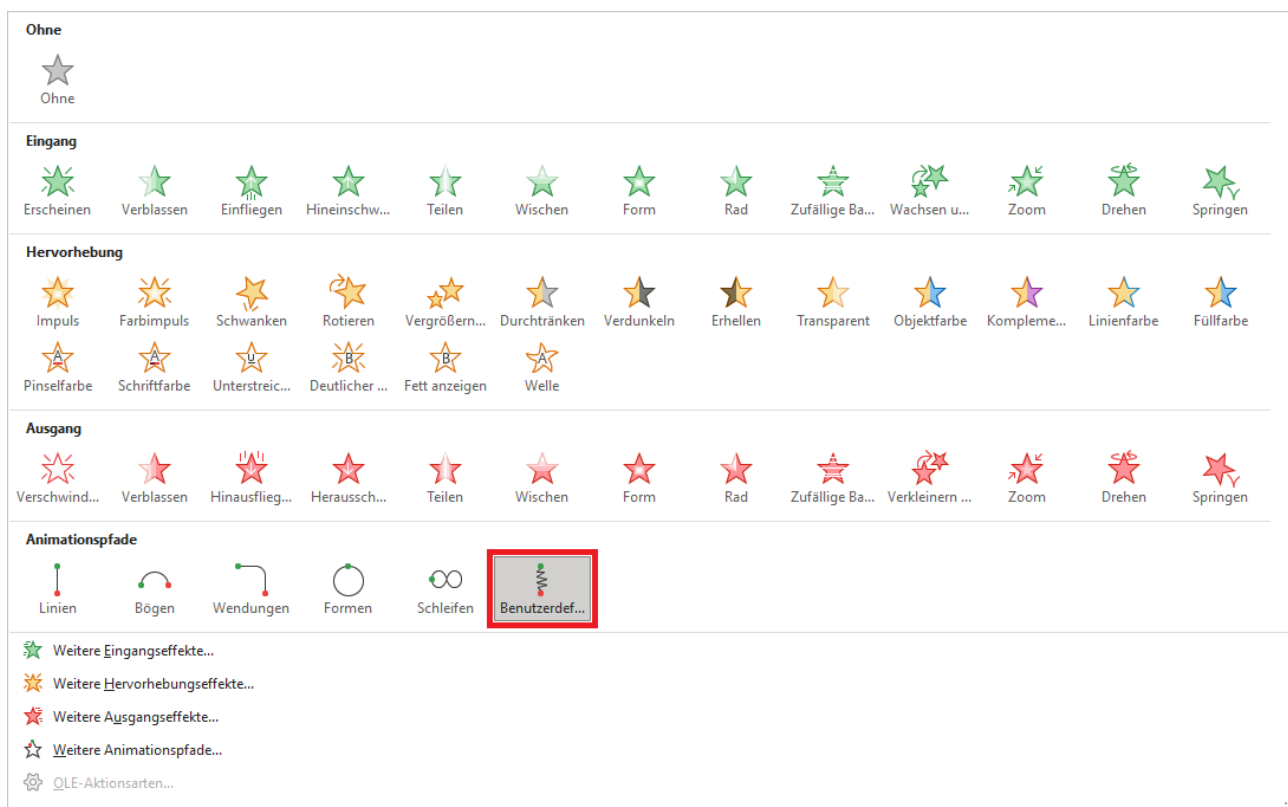 Ohne
Ohne
Eingang
Erscheinen Verblassen Einfliegen Hineinschw... Teilen Wischen Form Rad Zufällige Ba... Wachsen u... Zoom Drehen Springen
Hervorhebung
Impuls Farbimpuls Schwanken Rotieren Vergrößern... Durchtränken Verdunkeln Erhellen Transparent Objektfarbe Kompleme... Linienfarbe Füllfarbe
A A U B B A
Pinselfarbe Schriftfarbe Unterstreic... Deutlicher ... Fett anzeigen Welle
Ausgang
Verschwind... Verblassen Hinausflieg... Heraussch... Teilen Wischen Form Rad Zufällige Ba... Verkleinern ... Zoom Drehen Springen
Animationspfade
Linien Bögen Wendungen Formen Schleifen Benutzerdef...
Weitere Eingangseffekte...
Weitere Hervorhebungseffekte...
Weitere Ausgangseffekte...
Weitere Animationspfade...
OLE-Aktionsarten...